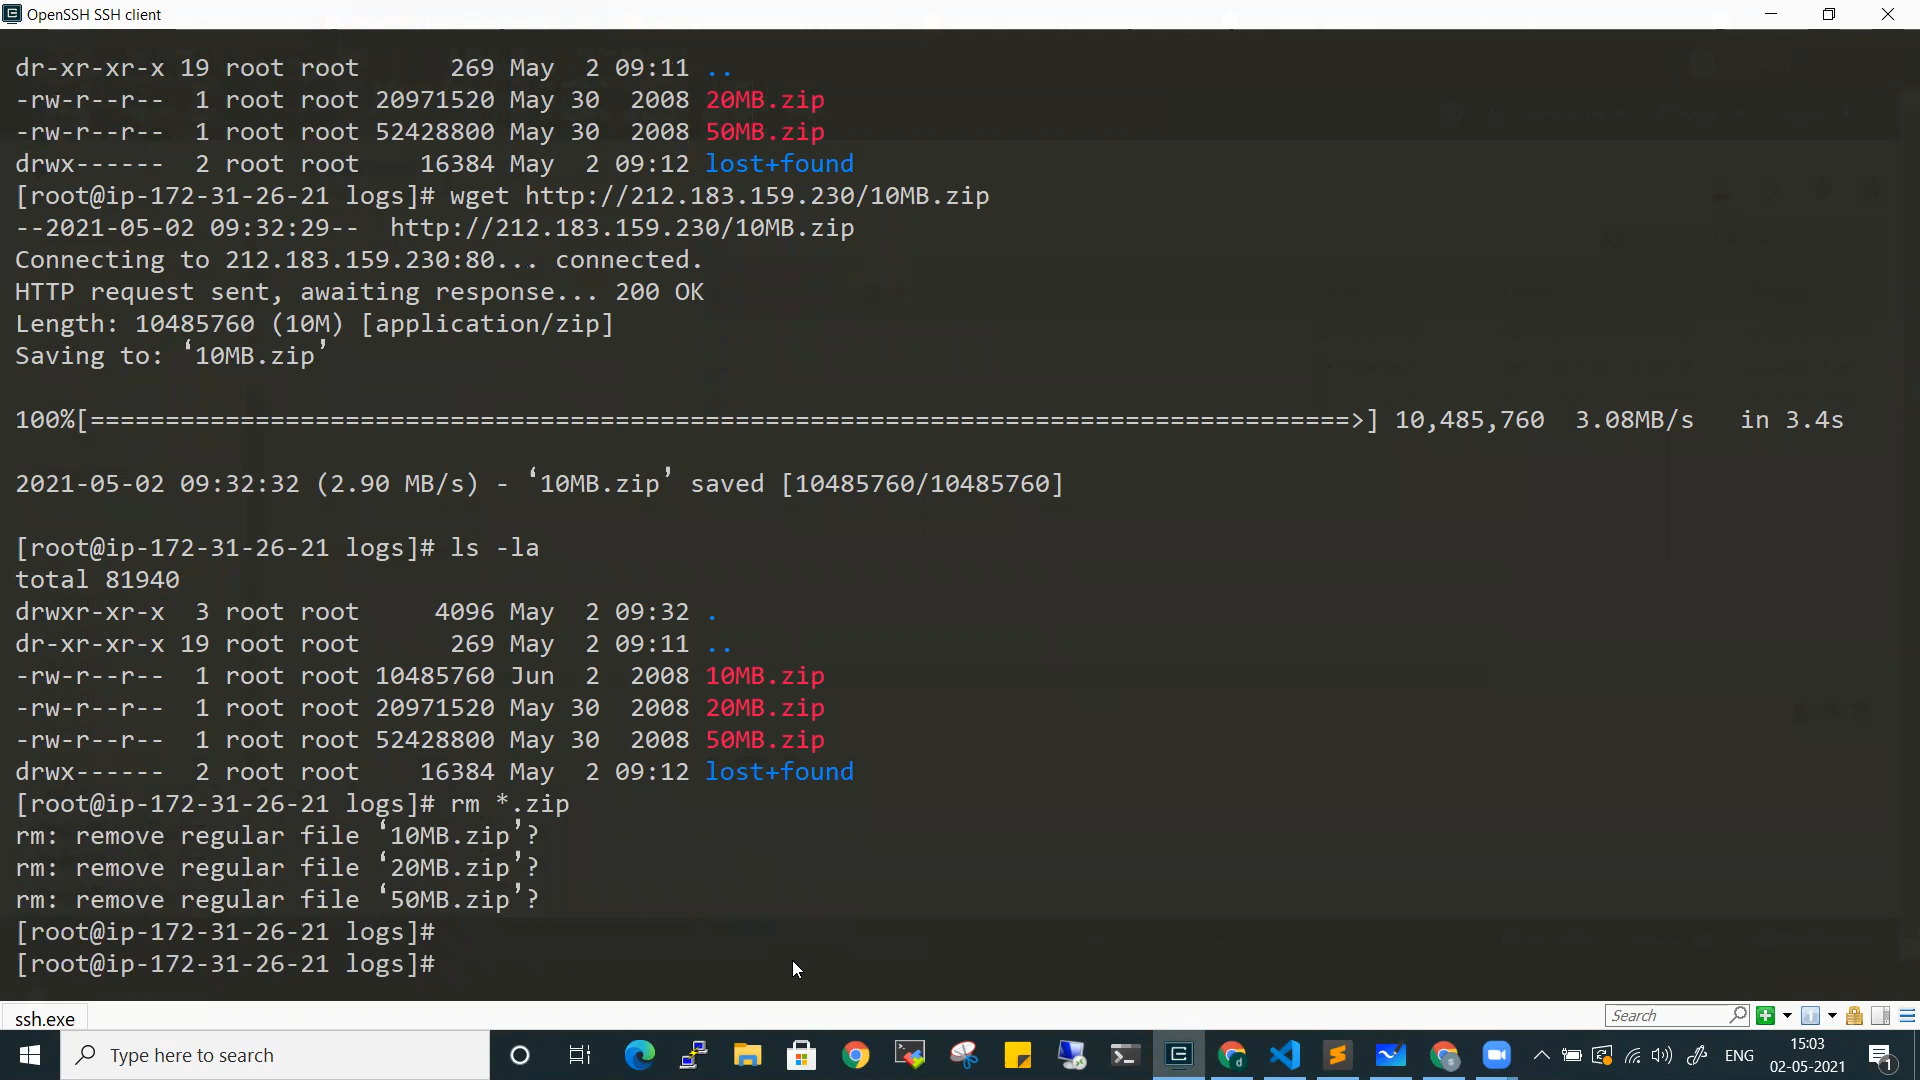 OpenSSH SSH client
dr-xr-xr-x 19 root root      269 May  2 09:11 ..
-rw-r--r--  1 root root 20971520 May 30  2008 20MB.zip
-rw-r--r--  1 root root 52428800 May 30  2008 50MB.zip
drwx------  2 root root    16384 May  2 09:12 lost+found
[root@ip-172-31-26-21 logs]# wget http://212.183.159.230/10MB.zip
--2021-05-02 09:32:29--  http://212.183.159.230/10MB.zip
Connecting to 212.183.159.230:80... connected.
HTTP request sent, awaiting response... 200 OK
Length: 10485760 (10M) [application/zip]
Saving to: ‘10MB.zip’
100%[====================================================================================>] 10,485,760  3.08MB/s   in 3.4s
2021-05-02 09:32:32 (2.90 MB/s) - ‘10MB.zip’ saved [10485760/10485760]
[root@ip-172-31-26-21 logs]# ls -la
total 81940
drwxr-xr-x  3 root root     4096 May  2 09:32 .
dr-xr-xr-x 19 root root      269 May  2 09:11 ..
-rw-r--r--  1 root root 10485760 Jun  2  2008 10MB.zip
-rw-r--r--  1 root root 20971520 May 30  2008 20MB.zip
-rw-r--r--  1 root root 52428800 May 30  2008 50MB.zip
drwx------  2 root root    16384 May  2 09:12 lost+found
[root@ip-172-31-26-21 logs]# rm *.zip
rm: remove regular file ‘10MB.zip’?
rm: remove regular file ‘20MB.zip’?
rm: remove regular file ‘50MB.zip’?
[root@ip-172-31-26-21 logs]#
[root@ip-172-31-26-21 logs]#
ssh.exe
Search
Type here to search
ENG
15:03
02-05-2021
1